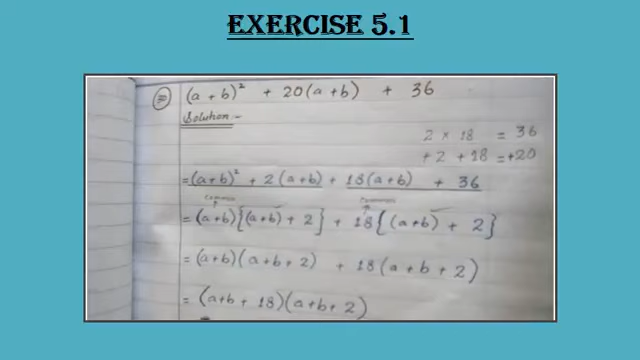 EXERCISE 5.1
(a + b)² + 20(a + b) + 36
Solution:-
2 × 18 = 36
+2 +18 = +20
= (a+b)² + 2(a+b) + 18(a+b) + 36
Common Common
= (a+b){(a+b) + 2} + 18{(a+b) + 2}
= (a+b)(a+b+2) + 18(a+b+2)
= (a+b+18)(a+b+2)